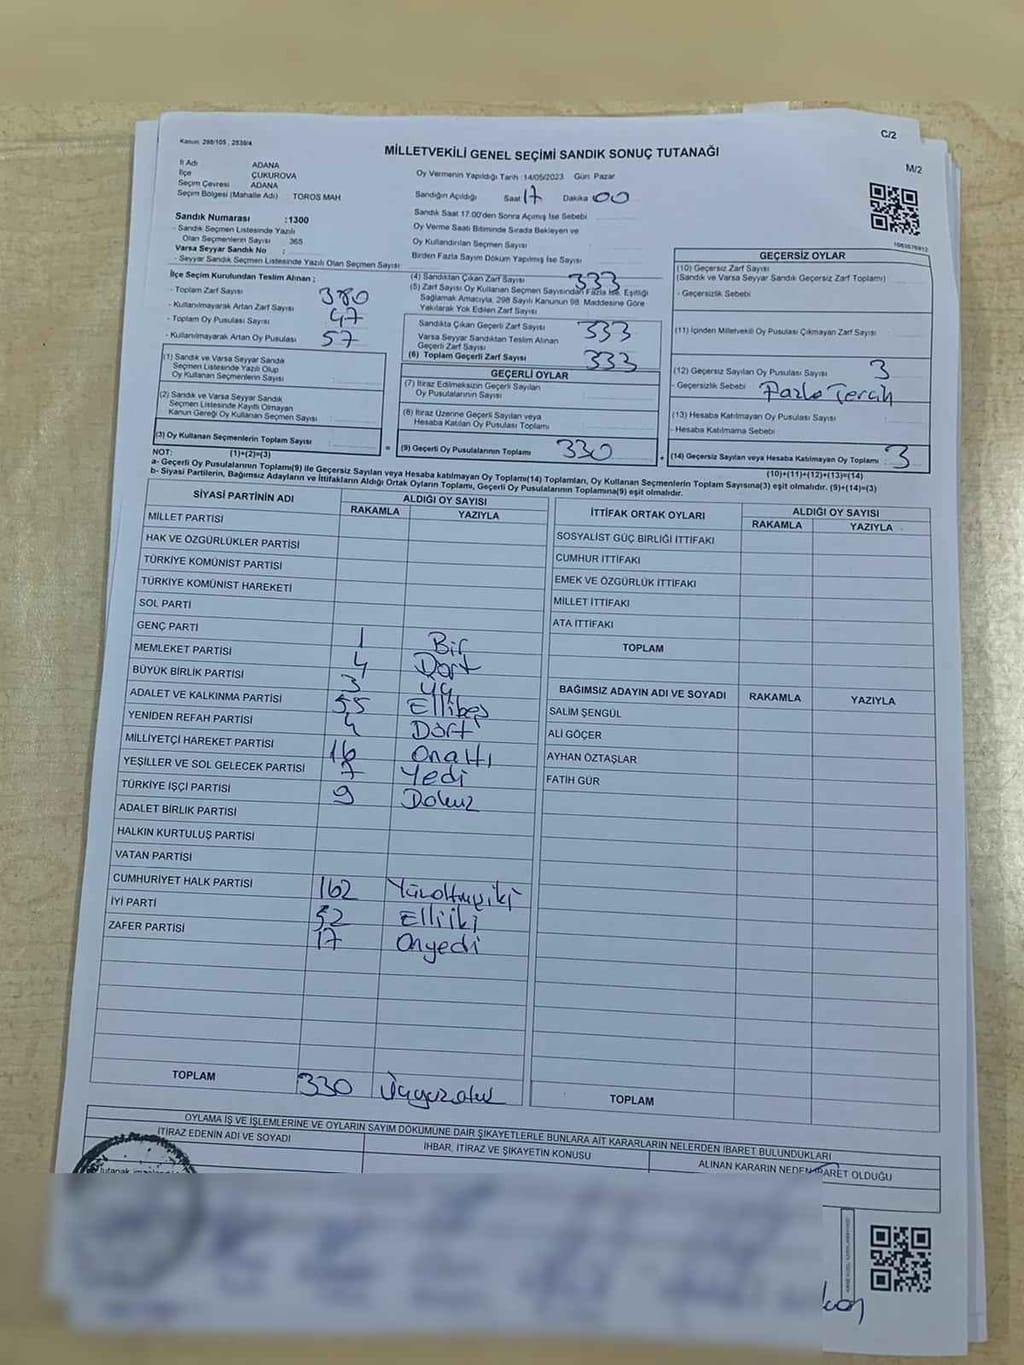 Kanun: 298/105 , 2839/4
C/2
MİLLETVEKİLİ GENEL SEÇİMİ SANDIK SONUÇ TUTANAĞI
M/2
İl Adı ADANA
İlçe ÇUKUROVA
Seçim Çevresi ADANA
Seçim Bölgesi (Mahalle Adı) TOROS MAH
Sandık Numarası :1300
- Sandık Seçmen Listesinde Yazılı
Olan Seçmenlerin Sayısı 365
Varsa Seyyar Sandık No :
- Seyyar Sandık Seçmen Listesinde Yazılı Olan Seçmen Sayısı
Oy Vermenin Yapıldığı Tarih :14/05/2023 Gün: Pazar
Sandığın Açıldığı Saat 17 Dakika 00
Sandık Saat 17.00'den Sonra Açımış İse Sebebi
Oy Verme Saati Bitiminde Sırada Bekleyen ve
Oy Kullandırılan Seçmen Sayısı
Birden Fazla Sayım Döküm Yapılmış İse Sayısı
İlçe Seçim Kurulundan Teslim Alınan ;
- Toplam Zarf Sayısı 380
- Kullanılmayarak Artan Zarf Sayısı 47
- Toplam Oy Pusulası Sayısı
- Kullanılmayarak Artan Oy Pusulası 57
(4) Sandıktan Çıkan Zarf Sayısı 333
(5) Zarf Sayısı Oy Kullanan Seçmen Sayısından Fazla İse, Eşitliği
Sağlamak Amacıyla, 298 Sayılı Kanunun 98. Maddesine Göre
Yakılarak Yok Edilen Zarf Sayısı
Sandıkta Çıkan Geçerli Zarf Sayısı 333
Varsa Seyyar Sandıktan Teslim Alınan
Geçerli Zarf Sayısı
(6) Toplam Geçerli Zarf Sayısı 333
(1) Sandık ve Varsa Seyyar Sandık
Seçmen Listesinde Yazılı Olup
Oy Kullanan Seçmenlerin Sayısı
(2) Sandık ve Varsa Seyyar Sandık
Seçmen Listesinde Kayıtlı Olmayan
Kanun Gereği Oy Kullanan Seçmen Sayısı
(3) Oy Kullanan Seçmenlerin Toplam Sayısı
(1)+(2)=(3)
GEÇERLİ OYLAR
(7) İtiraz Edilmeksizin Geçerli Sayılan
Oy Pusulalarının Sayısı
(8) İtiraz Üzerine Geçerli Sayılan veya
Hesaba Katılan Oy Pusulası Toplamı
= (9) Geçerli Oy Pusulalarının Toplamı 330 +
GEÇERSİZ OYLAR
(10) Geçersiz Zarf Sayısı
(Sandık ve Varsa Seyyar Sandık Geçersiz Zarf Toplamı)
- Geçersizlik Sebebi
(11) İçinden Milletvekili Oy Pusulası Çıkmayan Zarf Sayısı
(12) Geçersiz Sayılan Oy Pusulası Sayısı 3
- Geçersizlik Sebebi Fazla Tercih
(13) Hesaba Katılmayan Oy Pusulası Sayısı
- Hesaba Katılmama Sebebi
(14) Geçersiz Sayılan veya Hesaba Katılmayan Oy Toplamı 3
(10)+(11)+(12)+(13)=(14)
NOT:
a- Geçerli Oy Pusulalarının Toplamı(9) ile Geçersiz Sayılan veya Hesaba katılmayan Oy Toplamı(14) Toplamları, Oy Kullanan Seçmenlerin Toplam Sayısına(3) eşit olmalıdır. (9)+(14)=(3)
b- Siyasi Partilerin, Bağımsız Adayların ve İttifakların Aldığı Ortak Oyların Toplamı, Geçerli Oy Pusulalarının Toplamına(9) eşit olmalıdır.
SİYASİ PARTİNİN ADI ALDIĞI OY SAYISI
RAKAMLA YAZIYLA
MİLLET PARTİSİ
HAK VE ÖZGÜRLÜKLER PARTİSİ
TÜRKİYE KOMÜNİST PARTİSİ
TÜRKİYE KOMÜNİST HAREKETİ
SOL PARTİ
GENÇ PARTİ
MEMLEKET PARTİSİ 1 Bir
BÜYÜK BİRLİK PARTİSİ 4 Dört
ADALET VE KALKINMA PARTİSİ 3
55 Ellibeş
YENİDEN REFAH PARTİSİ 4 Dört
MİLLİYETÇİ HAREKET PARTİSİ 16 Onaltı
YEŞİLLER VE SOL GELECEK PARTİSİ 7 Yedi
TÜRKİYE İŞÇİ PARTİSİ 9 Dokuz
ADALET BİRLİK PARTİSİ
HALKIN KURTULUŞ PARTİSİ
VATAN PARTİSİ
CUMHURİYET HALK PARTİSİ 162 Yüzaltmışiki
İYİ PARTİ 52 Elliiki
ZAFER PARTİSİ 17 Onyedi
TOPLAM 330 Üçyüzotuz
İTTİFAK ORTAK OYLARI ALDIĞI OY SAYISI
RAKAMLA YAZIYLA
SOSYALİST GÜÇ BİRLİĞİ İTTİFAKI
CUMHUR İTTİFAKI
EMEK VE ÖZGÜRLÜK İTTİFAKI
MİLLET İTTİFAKI
ATA İTTİFAKI
TOPLAM
BAĞIMSIZ ADAYIN ADI VE SOYADI RAKAMLA YAZIYLA
SALİM ŞENGÜL
ALİ GÖÇER
AYHAN ÖZTAŞLAR
FATİH GÜR
TOPLAM
OYLAMA İŞ VE İŞLEMLERİNE VE OYLARIN SAYIM DÖKÜMÜNE DAİR ŞİKAYETLERLE BUNLARA AİT KARARLARIN NELERDEN İBARET BULUNDUKLARI
İTİRAZ EDENİN ADI VE SOYADI İHBAR, İTİRAZ VE ŞİKAYETİN KONUSU ALINAN KARARIN NEDEN İBARET OLDUĞU